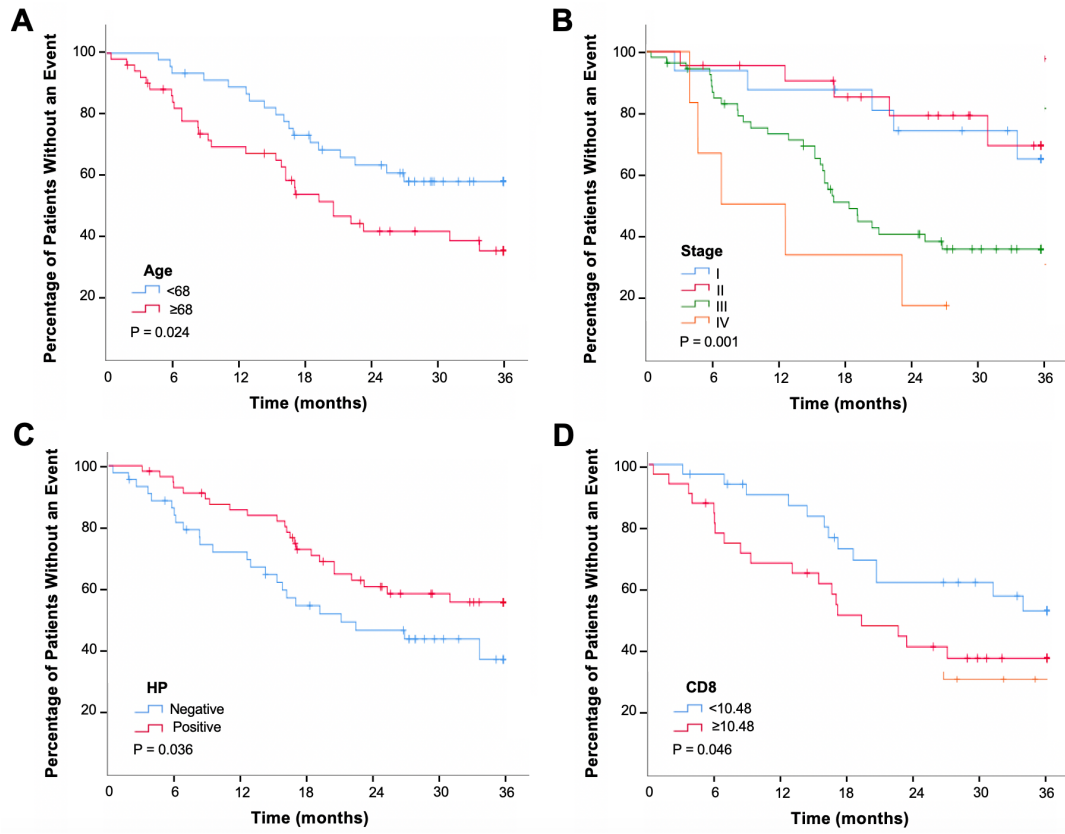 A
Percentage of Patients Without an Event
100
80
60
40
20
Age
<68
≥68
P = 0.024
0 6 12 18 24 30 36
Time (months)
B
Percentage of Patients Without an Event
100
80
60
40
20
Stage
I
II
III
IV
P = 0.001
0 6 12 18 24 30 36
Time (months)
C
Percentage of Patients Without an Event
100
80
60
40
20
HP
Negative
Positive
P = 0.036
0 6 12 18 24 30 36
Time (months)
D
Percentage of Patients Without an Event
100
80
60
40
20
CD8
<10.48
≥10.48
P = 0.046
0 6 12 18 24 30 36
Time (months)